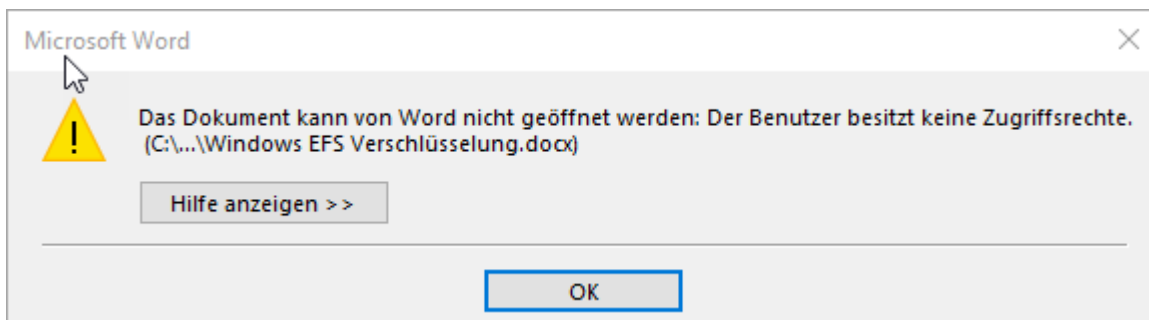 Microsoft Word
Das Dokument kann von Word nicht geöffnet werden: Der Benutzer besitzt keine Zugriffsrechte.
(C:\...\Windows EFS Verschlüsselung.docx)
Hilfe anzeigen >>
OK